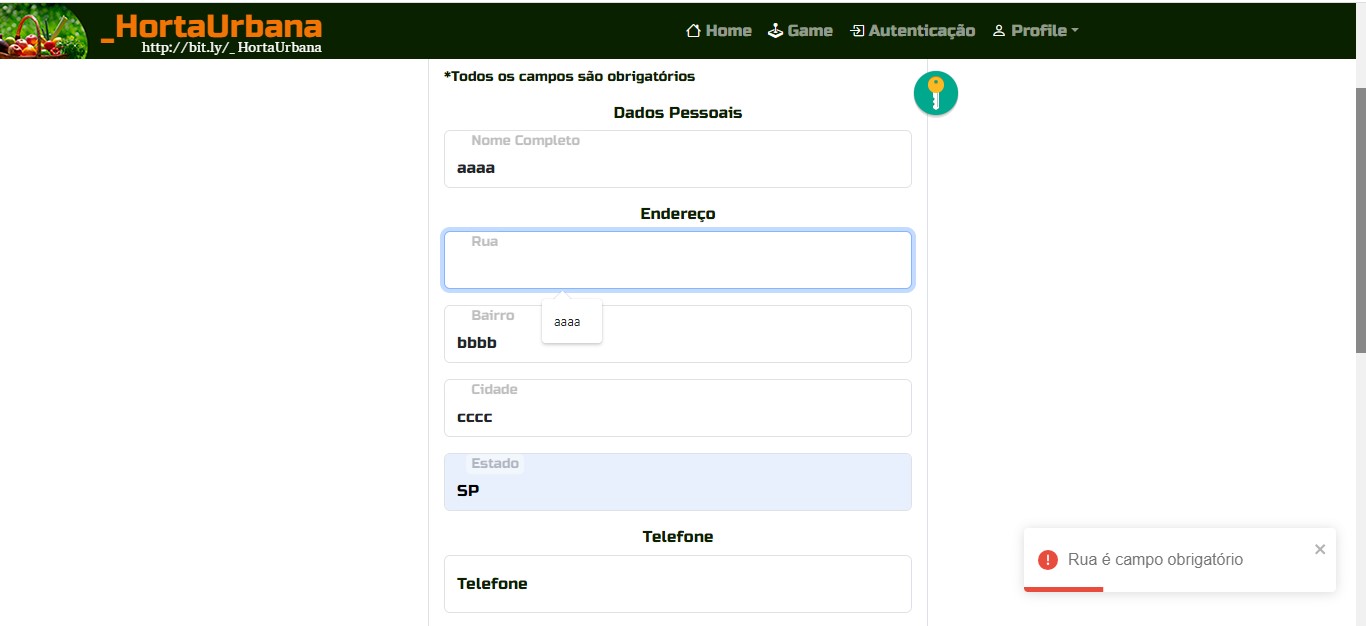 _HortaUrbana
http://bit.ly/_HortaUrbana
Home Game Autenticação Profile
*Todos os campos são obrigatórios
Dados Pessoais
Nome Completo
aaaa
Endereço
Rua
aaaa
Bairro
bbbb
Cidade
cccc
Estado
SP
Telefone
Telefone
Rua é campo obrigatório